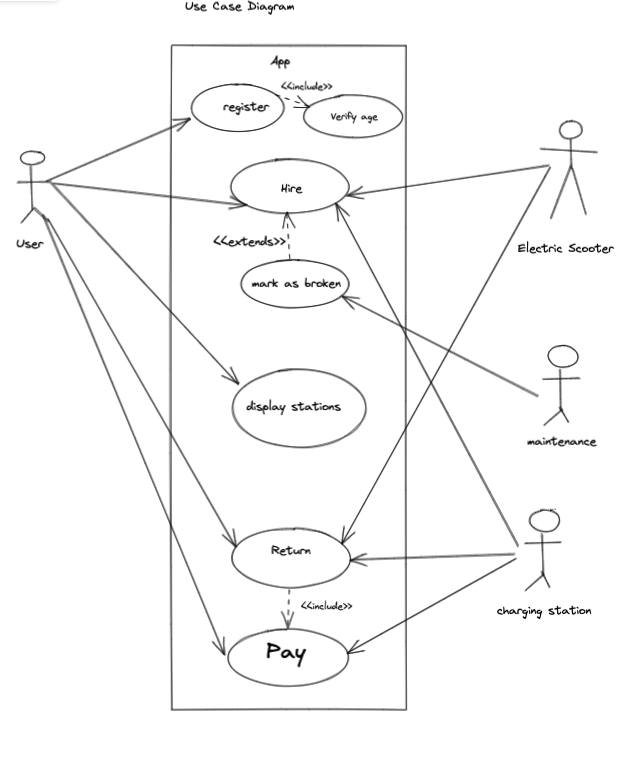 Use Case Diagram
App
<<include>>
register
Verify age
Hire
User
Electric Scooter
<<extends>>
mark as broken
display stations
maintenance
Return
<<include>>
charging station
Pay